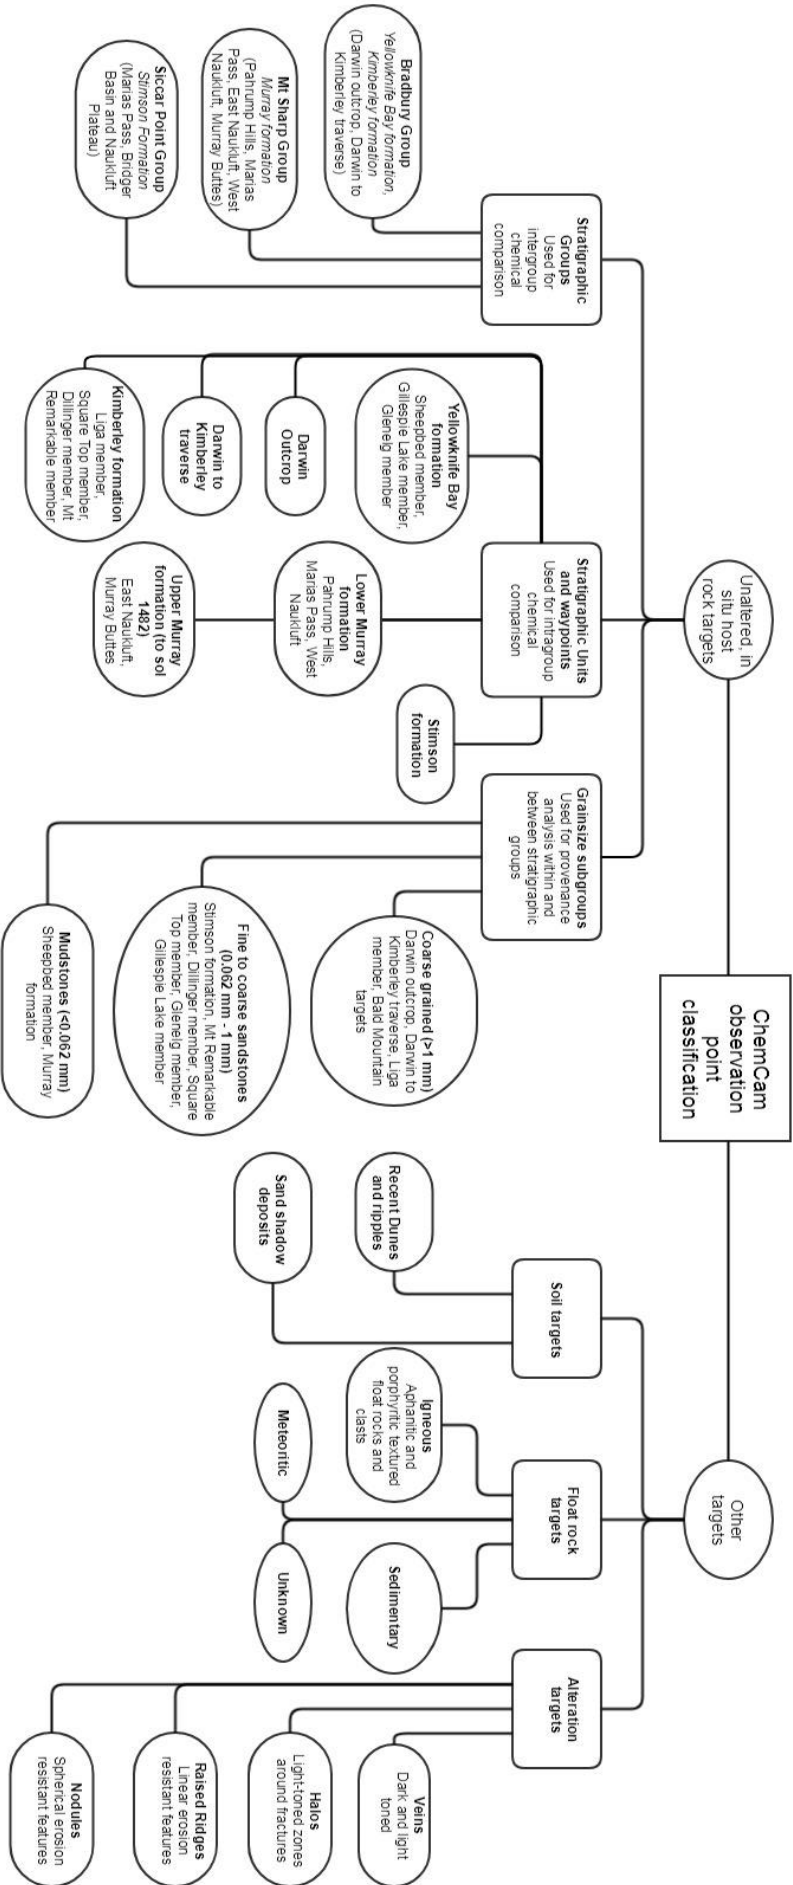 ChemCam
observation
point
classification
Unaltered, in
situ host
rock targets
Other
targets
Stratigraphic
Groups
Used for
intergroup
chemical
comparison
Bradbury Group
Yellowknife Bay formation,
Kimberley formation
(Darwin outcrop, Darwin to
Kimberley traverse)
Mt Sharp Group
Murray formation
(Pahrump Hills, Marias
Pass, East Naukluft, West
Naukluft, Murray Buttes)
Siccar Point Group
Stimson Formation
(Marias Pass, Bridger
Basin and Naukluft
Plateau)
Stratigraphic Units
and waypoints
Used for intragroup
chemical
comparison
Yellowknife Bay
formation
Sheepbed member,
Gillespie Lake member,
Glenelg member
Darwin
Outcrop
Darwin to
Kimberley
traverse
Kimberley formation
Liga member,
Square Top member,
Dillinger member, Mt
Remarkable member
Lower Murray
formation
Pahrump Hills,
Marias Pass, West
Naukluft
Upper Murray
formation (to sol
1482)
East Naukluft,
Murray Buttes
Stimson
formation
Grainsize subgroups
Used for provenance
analysis within and
between stratigraphic
groups
Coarse grained (>1 mm)
Darwin outcrop, Darwin to
Kimberley traverse, Liga
member, Bald Mountain
targets
Fine to coarse sandstones
(0.062 mm - 1 mm)
Stimson formation, Mt Remarkable
member, Dillinger member, Square
Top member, Glenelg member,
Gillespie Lake member
Mudstones (<0.062 mm)
Sheepbed member, Murray
formation
Soil targets
Recent Dunes
and ripples
Sand shadow
deposits
Float rock
targets
Igneous
Aphanitic and
porphyritic textured
float rocks and
clasts
Meteoritic
Unknown
Sedimentary
Alteration
targets
Veins
Dark and light
toned
Halos
Light-toned zones
around fractures
Raised Ridges
Linear erosion
resistant features
Nodules
Spherical erosion
resistant features